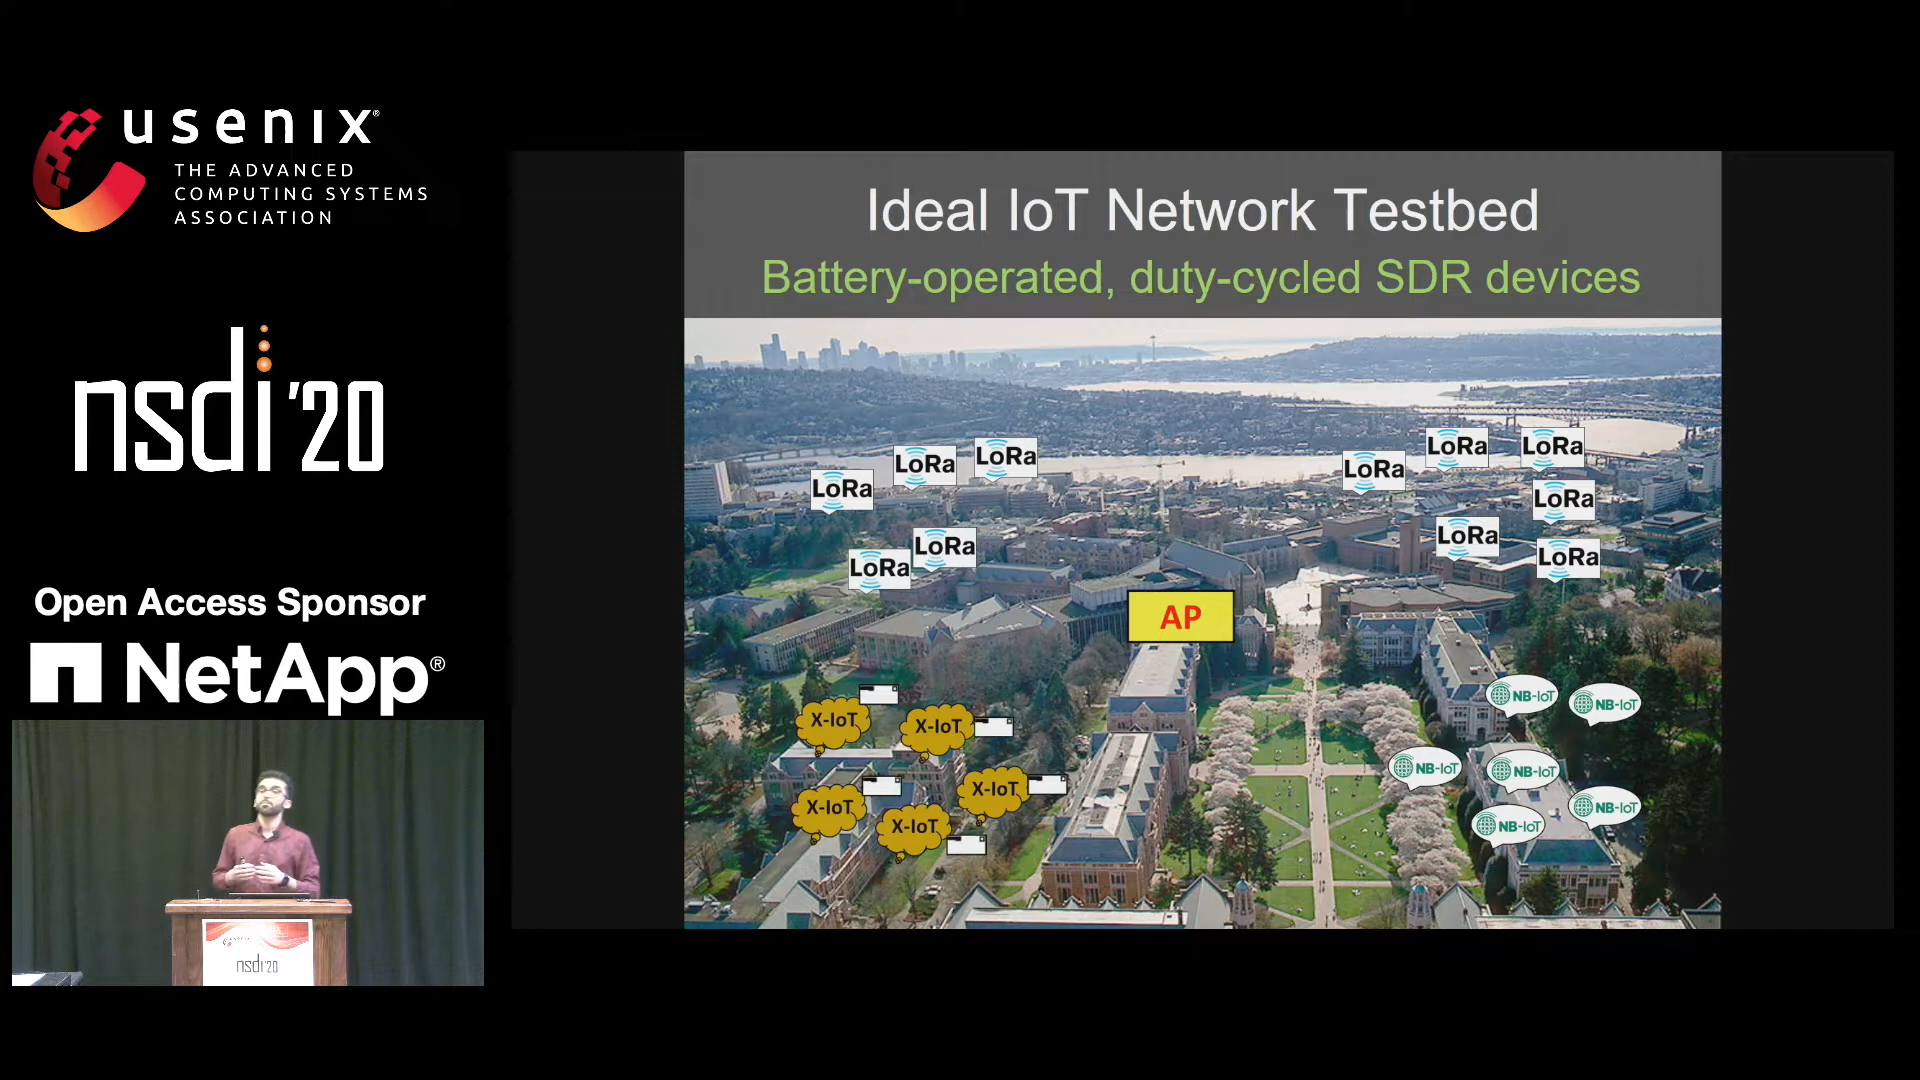 usenix®
THE ADVANCED
COMPUTING SYSTEMS
ASSOCIATION
nsdi '20
Open Access Sponsor
NetApp®
nsdi '20
Ideal IoT Network Testbed
Battery-operated, duty-cycled SDR devices
LoRa
LoRa
LoRa
LoRa
LoRa
LoRa
LoRa
LoRa
LoRa
LoRa
LoRa
AP
X-IoT
X-IoT
X-IoT
X-IoT
X-IoT
NB-IoT
NB-IoT
NB-IoT
NB-IoT
NB-IoT
NB-IoT